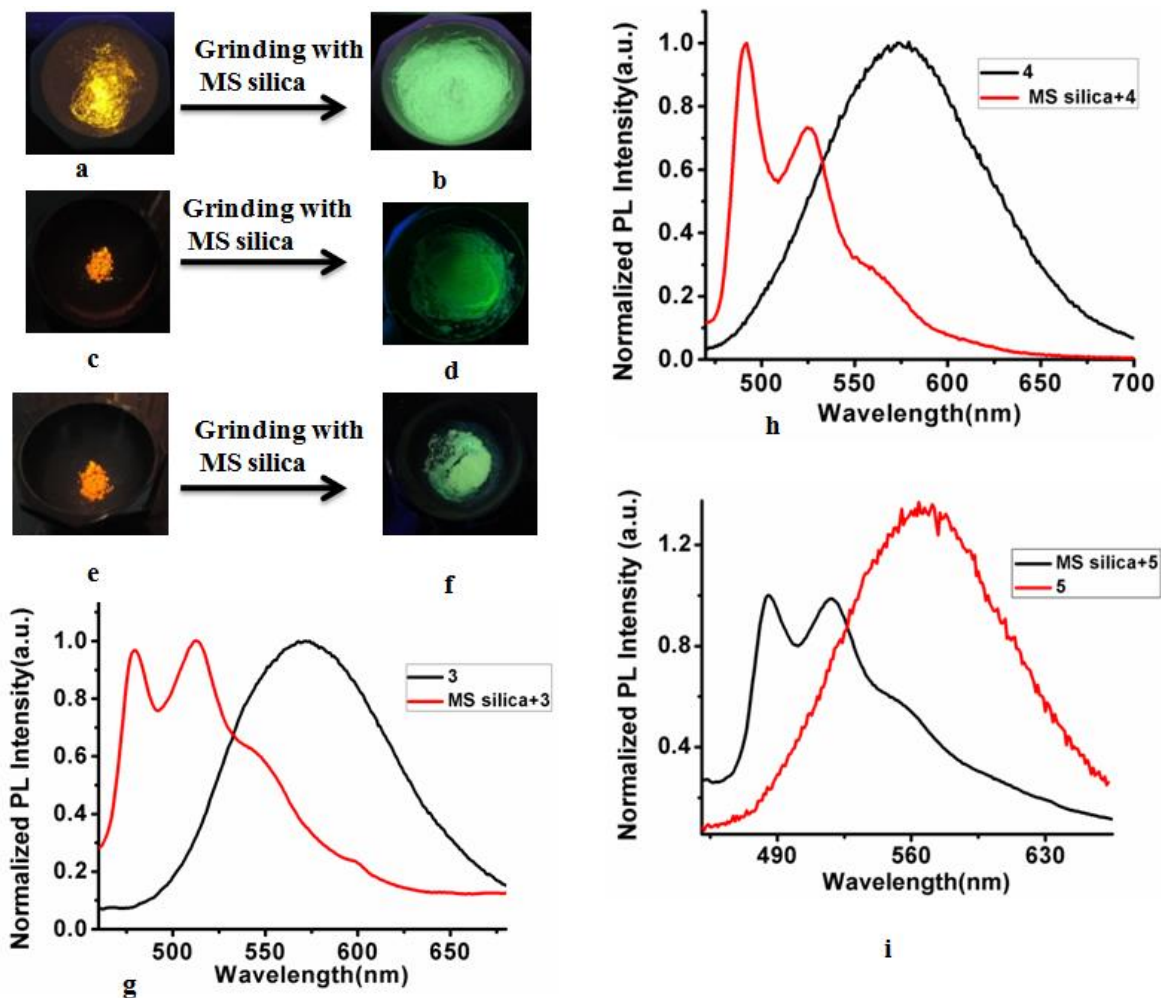 Grinding with
MS silica
a
b
Grinding with
MS silica
c
d
Grinding with
MS silica
e
f
Normalized PL Intensity(a.u.)
1.0
0.8
0.6
0.4
0.2
0.0
3
MS silica+3
500
550
600
650
Wavelength(nm)
g
Normalized PL Intensity(a.u.)
1.0
0.8
0.6
0.4
0.2
0.0
4
MS silica+4
500
550
600
650
700
Wavelength(nm)
h
Normalized PL Intensity (a.u.)
1.2
0.8
0.4
MS silica+5
5
490
560
630
Wavelength(nm)
i